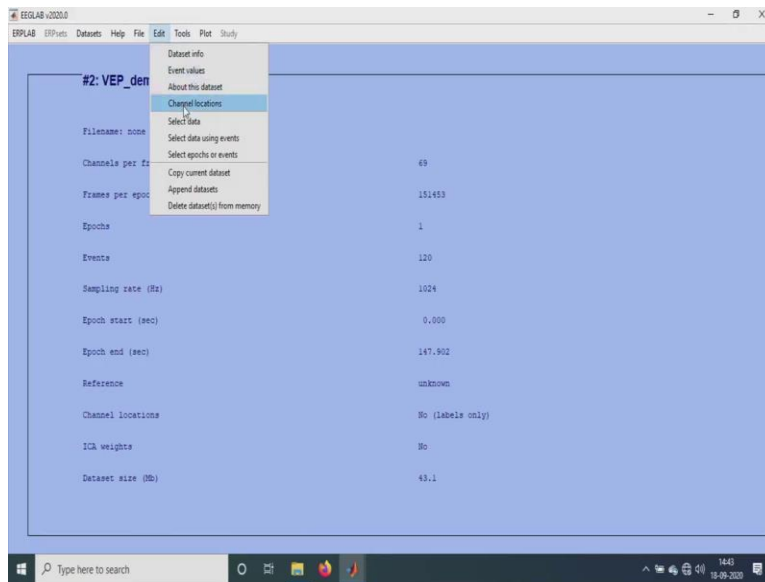 EEGLAB v2020.0
ERPLAB ERPsets Datasets Help File Edit Tools Plot Study
Dataset info
Event values
About this dataset
Channel locations
Select data
Select data using events
Select epochs or events
Copy current dataset
Append datasets
Delete dataset(s) from memory
#2: VEP_dem
Filename: none
Channels per fr 69
Frames per epoc 151453
Epochs 1
Events 120
Sampling rate (Hz) 1024
Epoch start (sec) 0.000
Epoch end (sec) 147.902
Reference unknown
Channel locations No (labels only)
ICA weights No
Dataset size (Mb) 43.1
Type here to search
14:43
18-09-2020